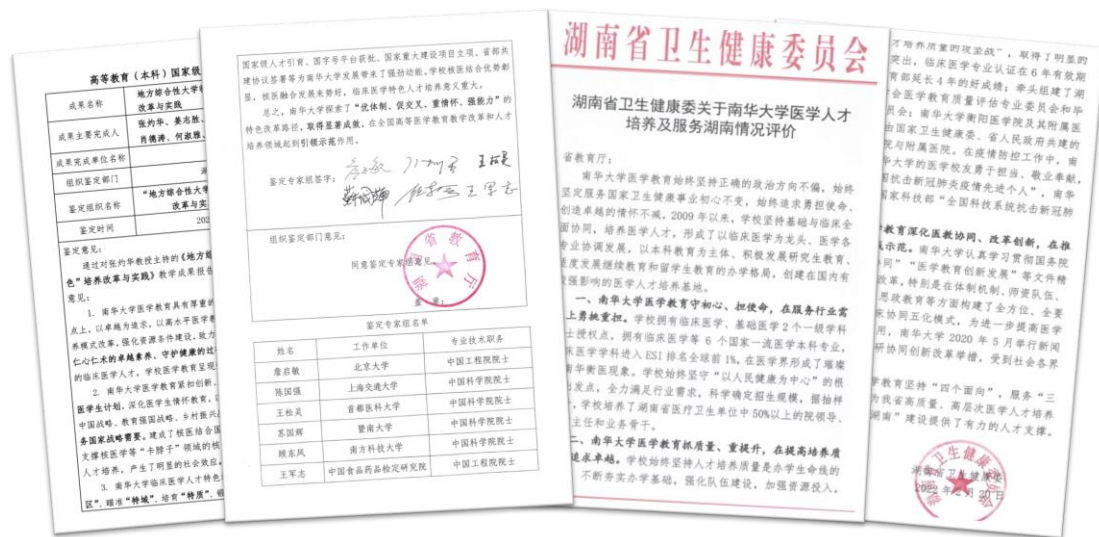 高等教育（本科）国家级
成果名称
地方综合性大学
改革与实践
成果主要完成人
张灼华、姜志胜、
肖德涛、何淑雅、
成果完成单位名称
组织鉴定部门
鉴定组织名称
“地方综合性大学
改革与实
鉴定时间
202
鉴定意见：
通过对张灼华教授主持的《地方综
色”培养改革与实践》教学成果报告
意见：
1. 南华大学医学教育具有厚重的
点上，以卓越为追求，以高水平医学教
养模式改革，强化资源条件建设，致力
仁心仁术的卓越素养、守护健康的过
的临床医学人才。学校医学教育呈现
2. 南华大学医学教育紧扣创新、
医学生计划，深化医学生情怀教育，以
中国战略、教育强国战略、乡村振兴战
务国家战略需要。建成了核医结合国
支撑核医学等“卡脖子”领域的核
人才培养，产生了明显的社会效应。
3. 南华大学临床医学人才特色
区”，瞄准“特域”、培育“特质”，锻
国家级人才引育、国字号平台获批、国家重大建设项目立项、省部共
建协议签署等为南华大学发展带来了强劲动能，学校核医结合优势彰
显，核医融合发展来势好，临床医学特色人才培养意义重大。
总之，南华大学探索了“优体制、促交叉、重情怀、强能力”的
特色改革路径，取得显著成效，在全国高等医学教育教学改革和人才
培养领域起到引领示范作用。
鉴定专家组签字：
组织鉴定部门意见：
同意鉴定专家组意见
盖 章：
鉴定专家组名单
姓名 工作单位 专业技术职务
詹启敏 北京大学 中国工程院院士
陈国强 上海交通大学 中国科学院院士
王松灵 首都医科大学 中国科学院院士
苏国辉 暨南大学 中国科学院院士
顾东风 南方科技大学 中国科学院院士
王军志 中国食品药品检定研究院 中国工程院院士
湖南省卫生健康委员会
湖南省卫生健康委关于南华大学医学人才
培养及服务湖南情况评价
省教育厅：
南华大学医学教育始终坚持正确的政治方向不偏，始终
坚定服务国家卫生健康事业初心不变，始终追求勇担使命、
创造卓越的情怀不减。2009年以来，学校坚持基础与临床全
面协同，培养医学人才，形成了以临床医学为龙头、医学各
专业协调发展，以本科教育为主体、积极发展研究生教育、
适度发展继续教育和留学生教育的办学格局，创建在国内有
较强影响的医学人才培养基地。
一、南华大学医学教育守初心、担使命，在服务行业需
上勇挑重担。学校拥有临床医学、基础医学2个一级学科
士授权点，拥有临床医学等 6 个国家一流医学本科专业，
床医学学科进入 ESI 排名全球前 1%，在医学界形成了璀璨
南华衡医现象。学校始终坚守“以人民健康为中心”的根
出发点，全力满足行业需求，科学确定招生规模，据抽样
，学校培养了湖南省医疗卫生单位中 50%以上的院领导、
主任和业务骨干。
二、南华大学医学教育抓质量、重提升，在提高培养质
追求卓越。学校始终坚持人才培养质量是办学生命线的
，不断夯实办学基础，强化队伍建设，加强资源投入，
才培养质量的攻坚战”，取得了明显的
突出，临床医学专业认证在 6 年有效期
育部延长 4 年的好成绩；牵头组建了湖
会医学教育质量评估专业委员会和毕
员会；南华大学衡阳医学院及其附属医
由国家卫生健康委、省人民政府共建的
院与附属医院。在疫情防控工作中，南
华大学的医学校友勇于担当、敬业奉献，
国抗击新冠肺炎疫情先进个人”，南华
国家科技部“全国科技系统抗击新冠肺
教育深化医教协同、改革创新，在推
示范。南华大学认真学习贯彻国务院
协同”“医学教育创新发展”等文件精
改革，特别是在体制机制、师资队伍、
思政教育等方面构建了全方位、全要
床协同五化模式，为进一步提高医学
用，南华大学 2020 年 5 月举行新闻
研协同创新改革举措，受到社会各界
学教育坚持“四个面向”，服务“三
为我省高质量、高层次医学人才培养
湖南”建设提供了有力的人才支撑。
湖南省卫生健康委